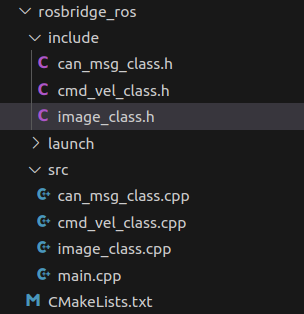 rosbridge_ros
include
C can_msg_class.h
C cmd_vel_class.h
C image_class.h
launch
src
C++ can_msg_class.cpp
C++ cmd_vel_class.cpp
C++ image_class.cpp
C++ main.cpp
M CMakeLists.txt